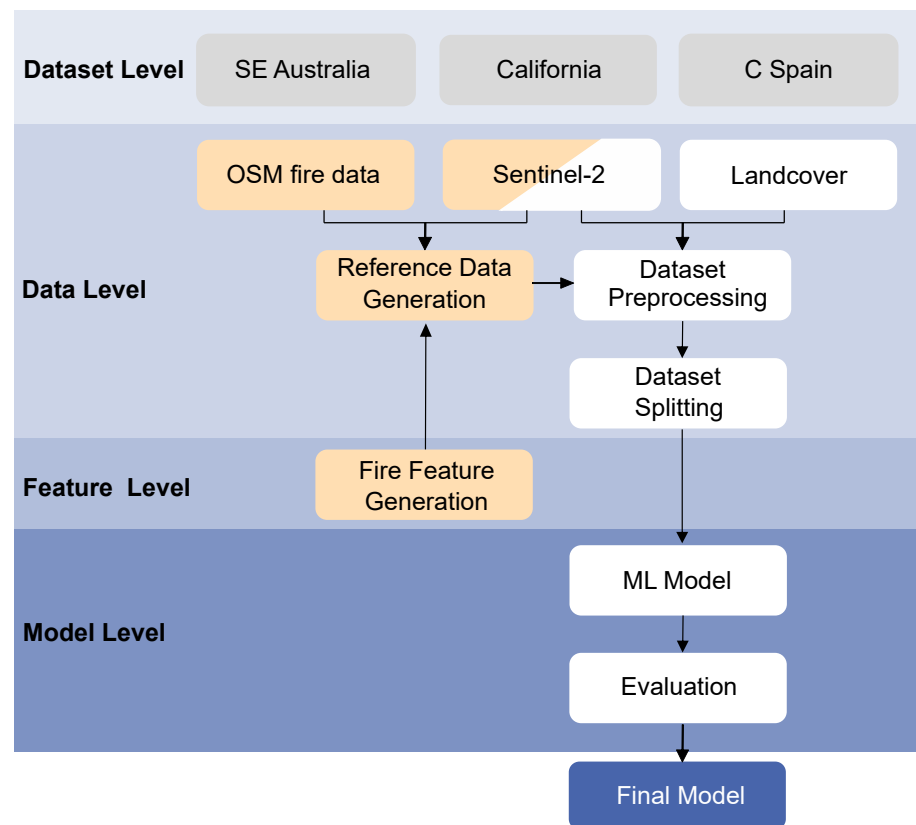 Dataset Level
SE Australia
California
C Spain
OSM fire data
Sentinel-2
Landcover
Data Level
Reference Data
Generation
Dataset
Preprocessing
Dataset
Splitting
Feature Level
Fire Feature
Generation
Model Level
ML Model
Evaluation
Final Model